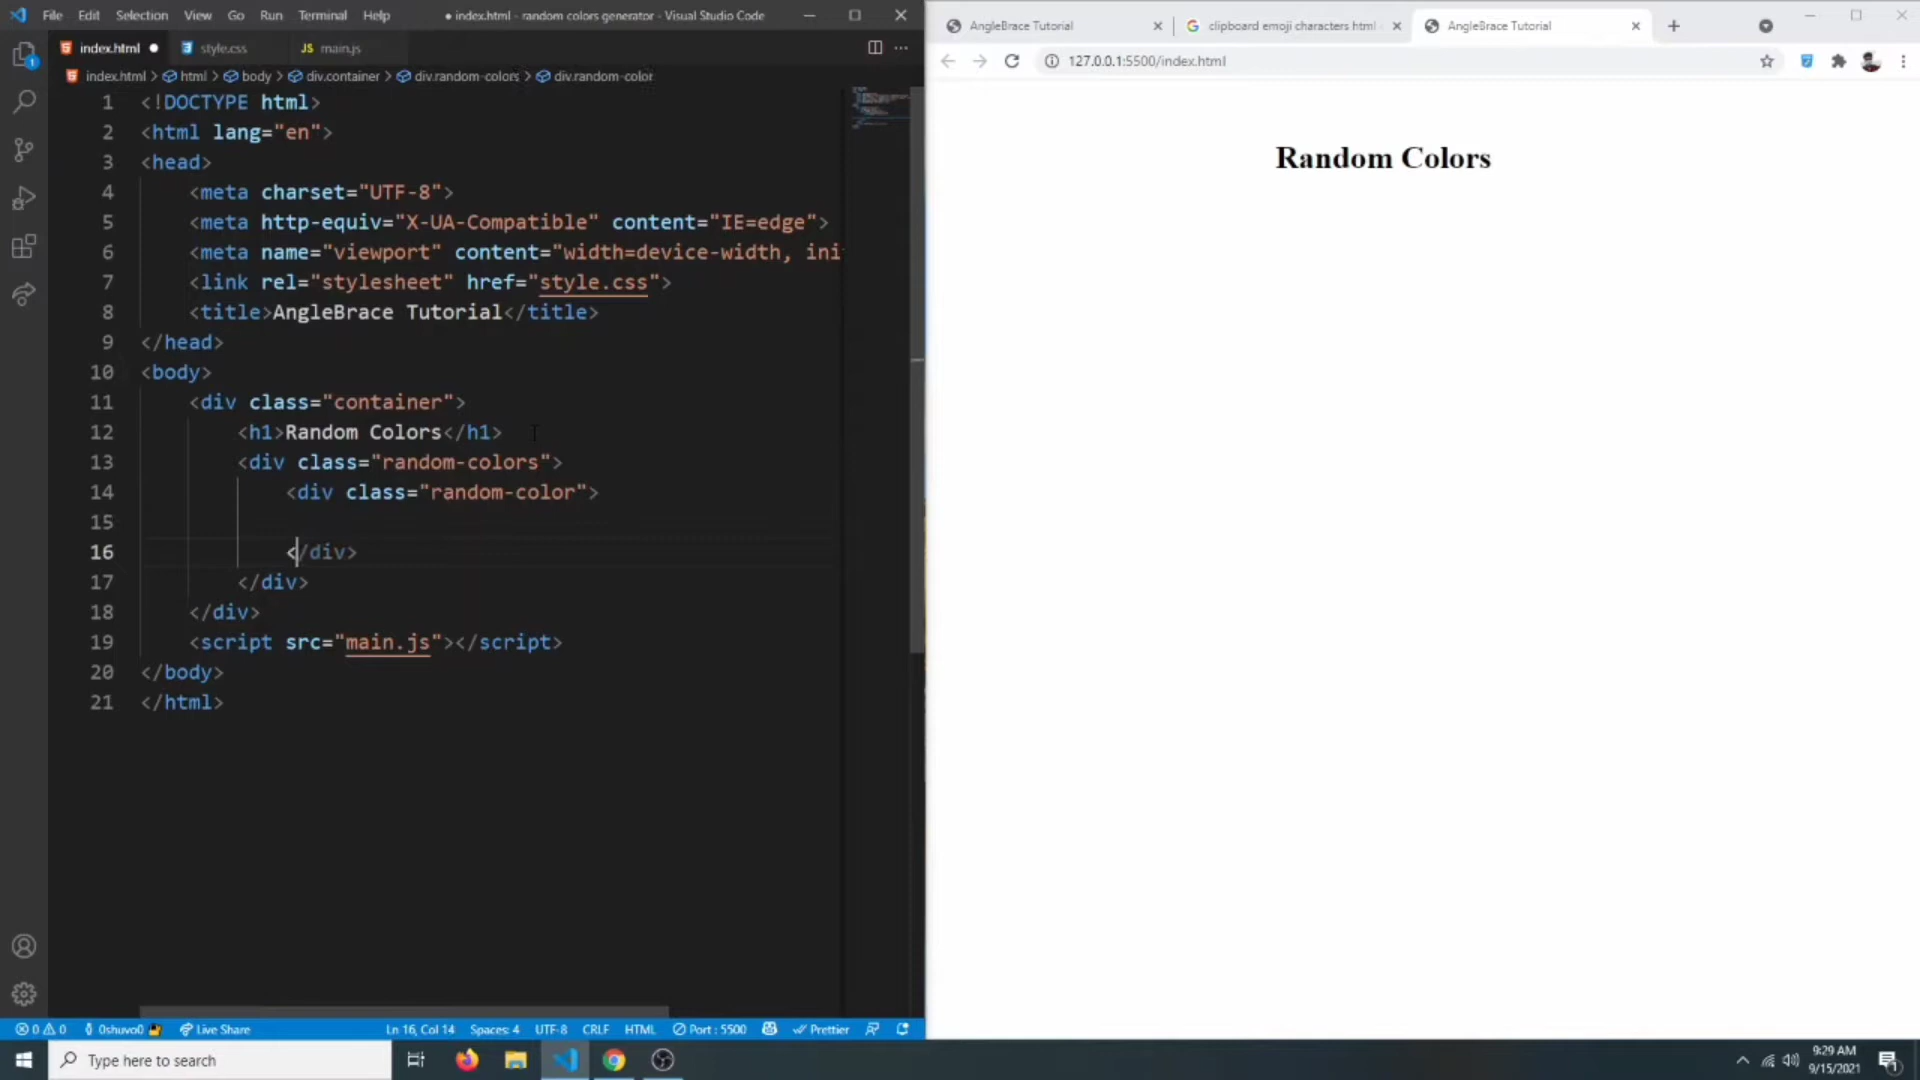 File Edit Selection View Go Run Terminal Help ● index.html - random colors generator - Visual Studio Code
index.html ● style.css JS main.js
index.html > html > body > div.container > div.random-colors > div.random-color
1 <!DOCTYPE html>
2 <html lang="en">
3 <head>
4 <meta charset="UTF-8">
5 <meta http-equiv="X-UA-Compatible" content="IE=edge">
6 <meta name="viewport" content="width=device-width, ini
7 <link rel="stylesheet" href="style.css">
8 <title>AngleBrace Tutorial</title>
9 </head>
10 <body>
11 <div class="container">
12 <h1>Random Colors</h1>
13 <div class="random-colors">
14 <div class="random-color">
15
16 </div>
17 </div>
18 </div>
19 <script src="main.js"></script>
20 </body>
21 </html>
0 0 0shuvo0 Live Share Ln 16, Col 14 Spaces: 4 UTF-8 CRLF HTML Port : 5500 Prettier
AngleBrace Tutorial clipboard emoji characters html AngleBrace Tutorial
127.0.0.1:5500/index.html
Random Colors
Type here to search
9:29 AM
9/15/2021
1